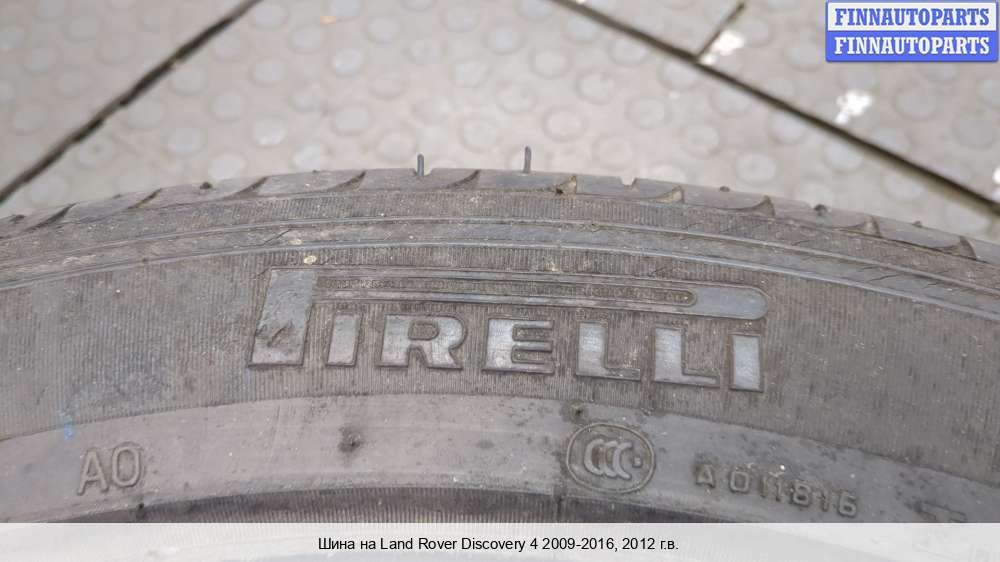 FINNAUTOPARTS
FINNAUTOPARTS
PIRELLI
AO
CCC
A011816
Шина на Land Rover Discovery 4 2009-2016, 2012 г.в.